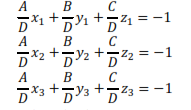 A/D x₁ + B/D y₁ + C/D z₁ = −1
A/D x₂ + B/D y₂ + C/D z₂ = −1
A/D x₃ + B/D y₃ + C/D z₃ = −1